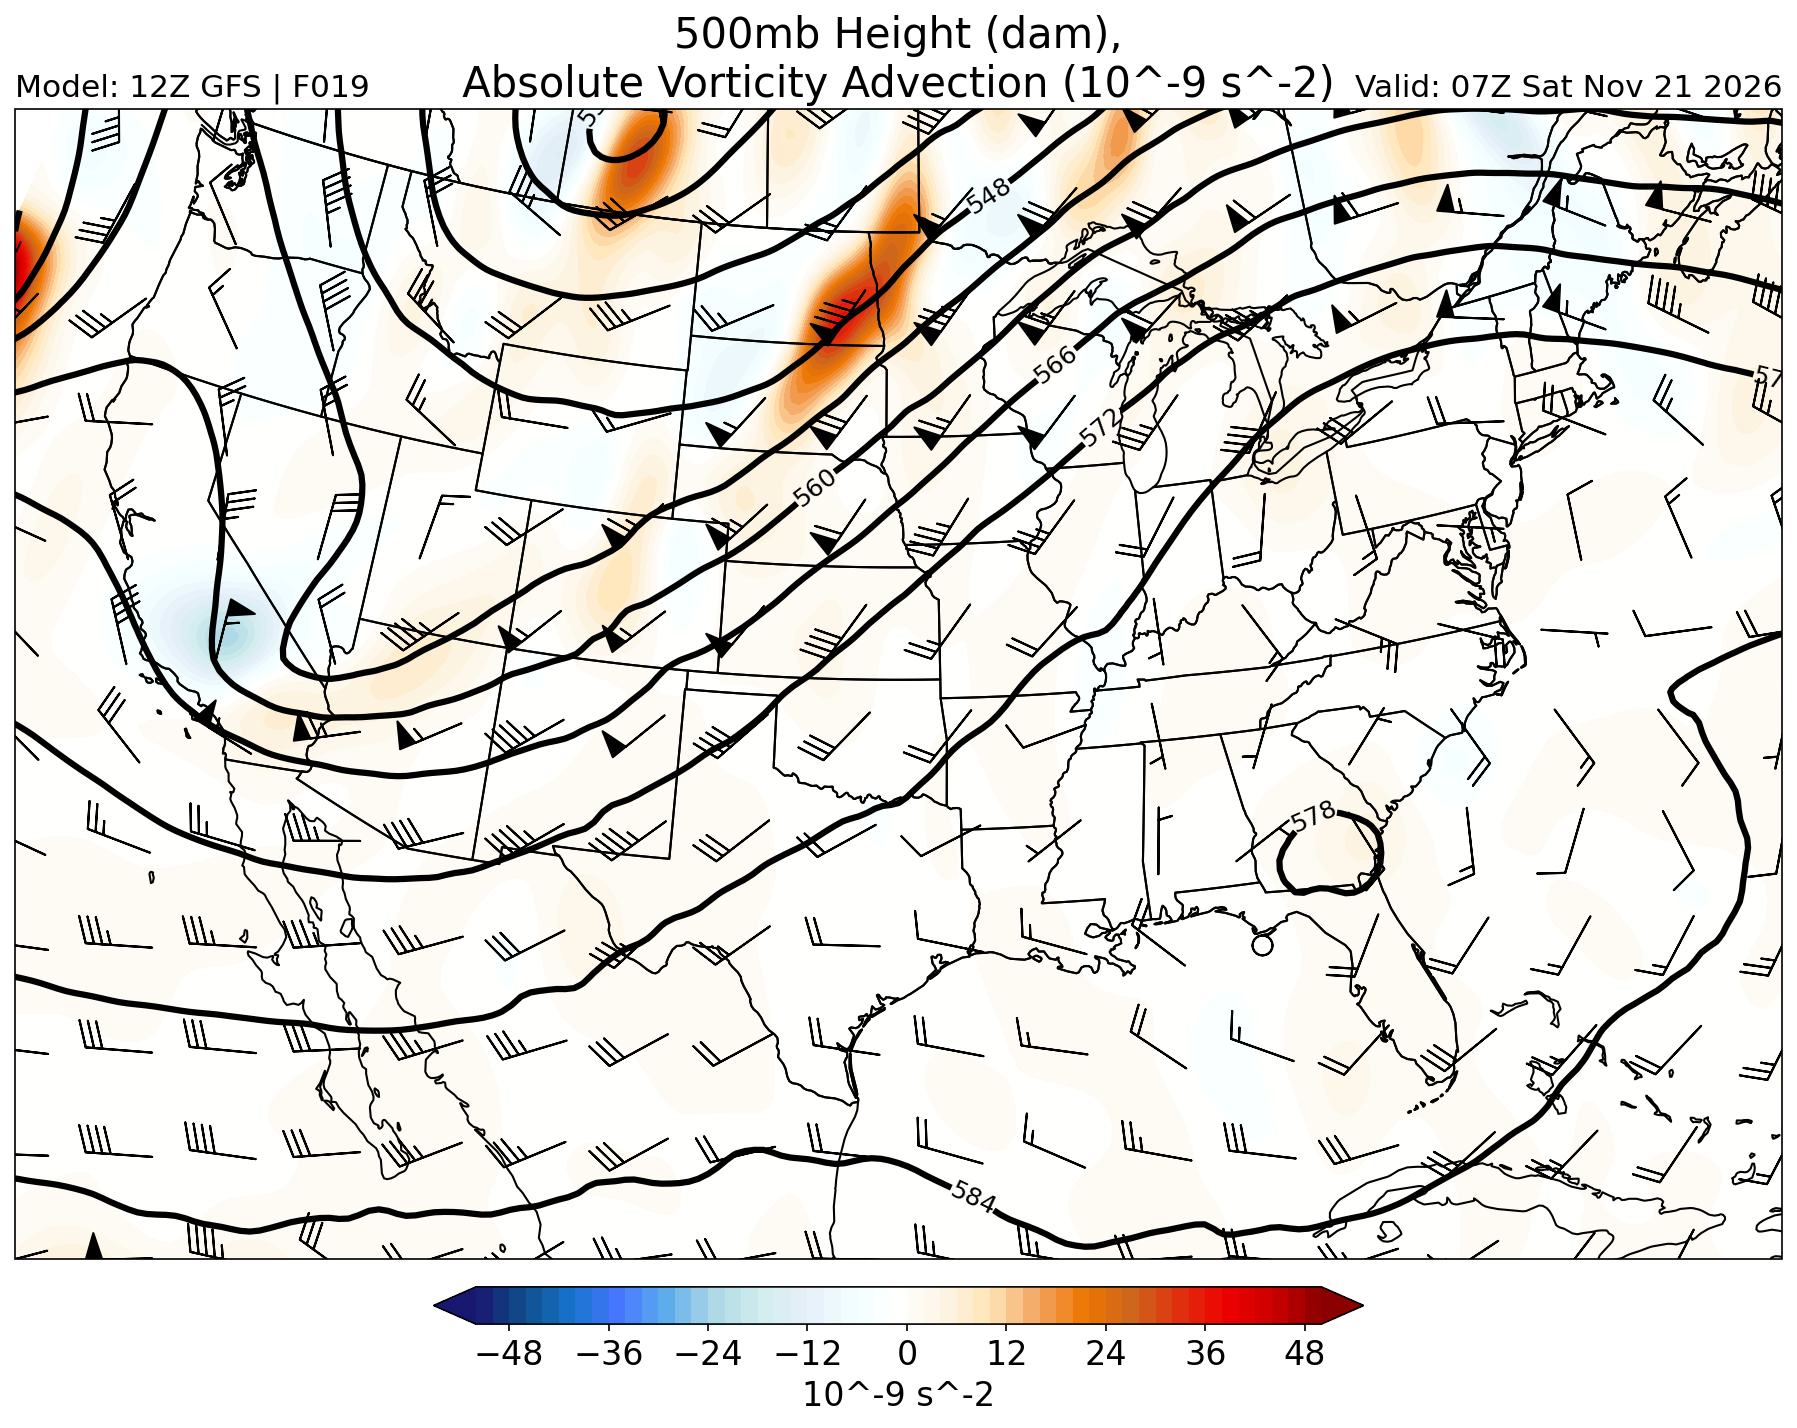 500mb Height (dam),
Model: 12Z GFS | F019
Absolute Vorticity Advection (10^-9 s^-2)
Valid: 07Z Sat Nov 21 2026
548
566
57
572
560
578
584
−48 −36 −24 −12 0 12 24 36 48
10^-9 s^-2